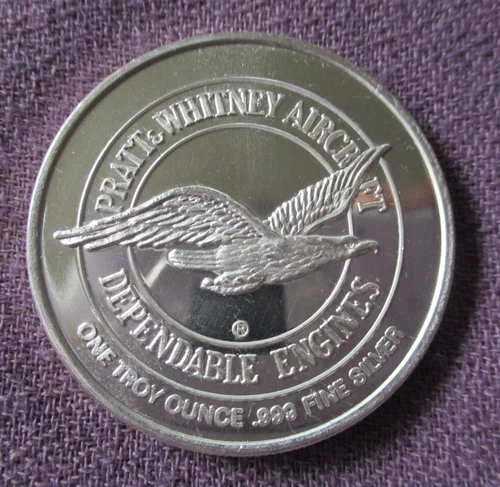 PRATT & WHITNEY AIRCRAFT
DEPENDABLE ENGINES
ONE TROY OUNCE .999 FINE SILVER